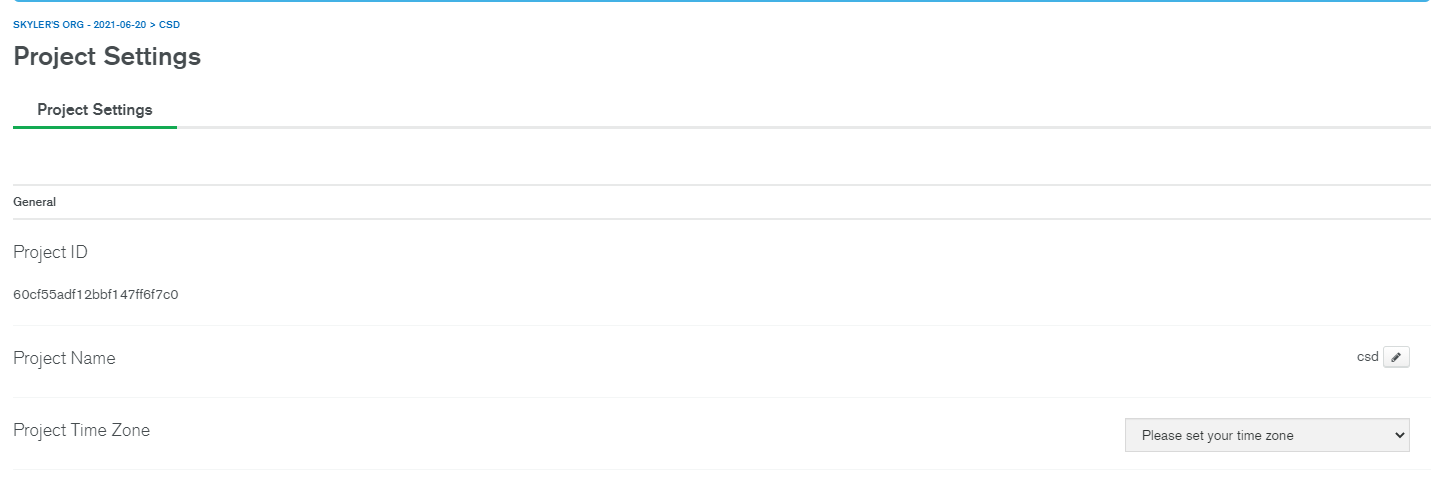 SKYLER'S ORG - 2021-06-20 > CSD
Project Settings
Project Settings
General
Project ID
60cf55adf12bbf147ff6f7c0
Project Name
csd
Project Time Zone
Please set your time zone